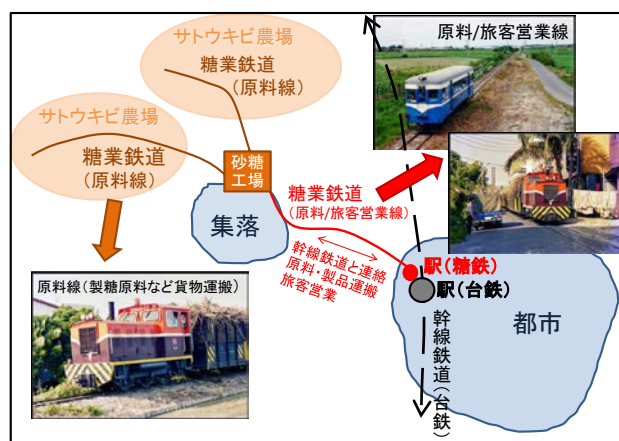 サトウキビ農場
糖業鉄道
(原料線)
サトウキビ農場
糖業鉄道
(原料線)
砂糖
工場
集落
原料/旅客営業線
糖業鉄道
(原料/旅客営業線)
幹線鉄道と連絡
原料・製品運搬
旅客営業
駅(糖鉄)
駅(台鉄)
都市
幹線鉄道(台鉄)
原料線(製糖原料など貨物運搬)